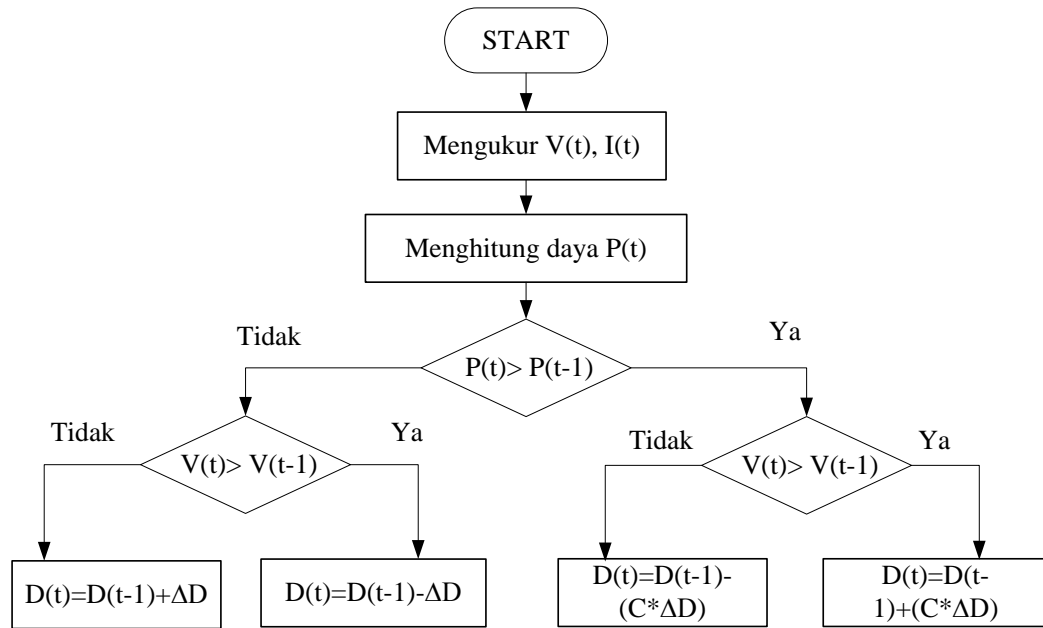 START
Mengukur V(t), I(t)
Menghitung daya P(t)
Tidak
Ya
P(t)> P(t-1)
Tidak
Ya
Tidak
Ya
V(t)> V(t-1)
V(t)> V(t-1)
D(t)=D(t-1)+ΔD
D(t)=D(t-1)-ΔD
D(t)=D(t-1)-
(C*ΔD)
D(t)=D(t-
1)+(C*ΔD)